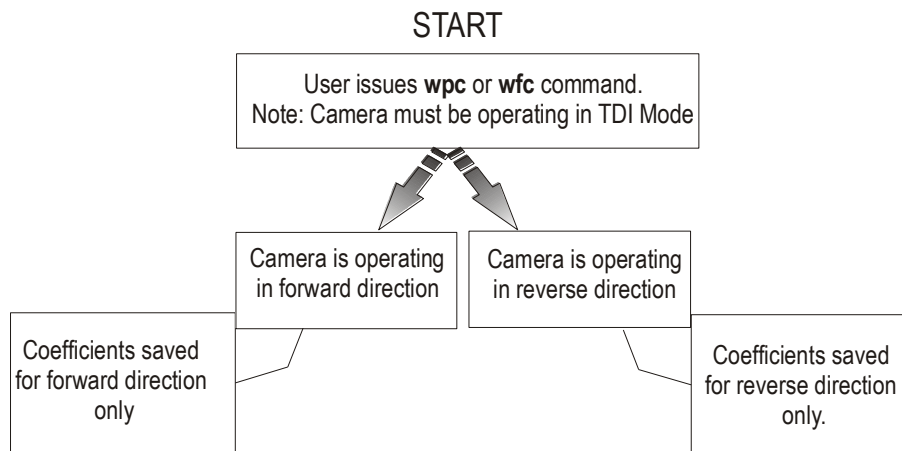 START
User issues wpc or wfc command.
Note: Camera must be operating in TDI Mode
Camera is operating
in forward direction
Camera is operating
in reverse direction
Coefficients saved
for forward direction
only
Coefficients saved
for reverse direction
only.